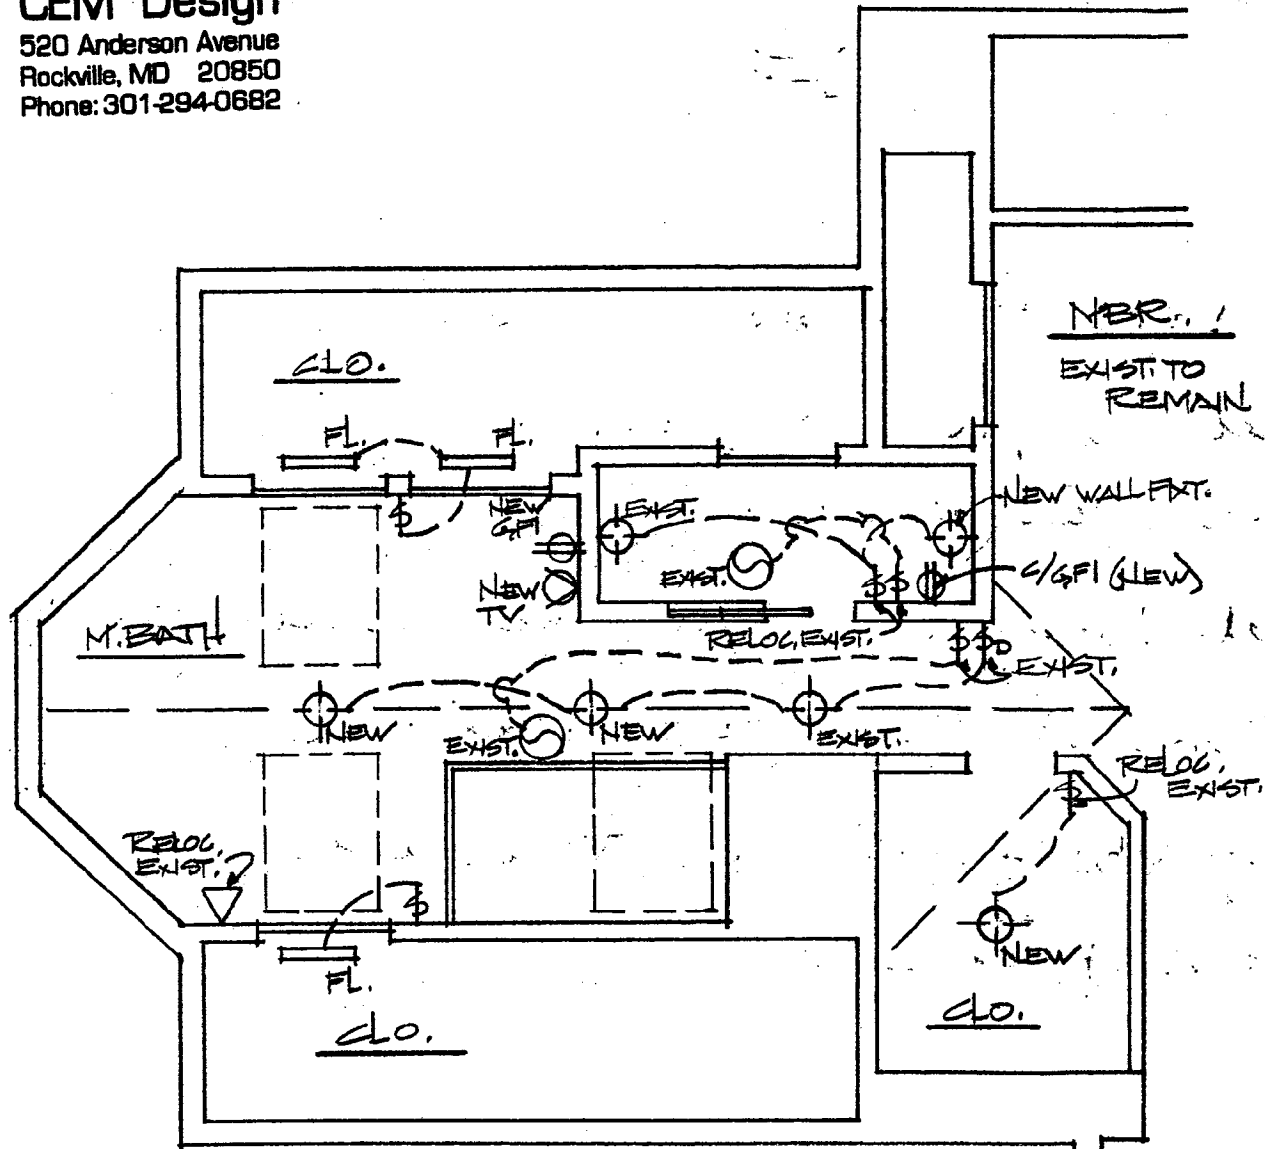 CEM Design
520 Anderson Avenue
Rockville, MD 20850
Phone: 301-294-0682
MBR.
EXIST. TO
REMAIN
CLO.
FL.
FL.
NEW
GFI
EXIST.
NEW WALL FIXT.
EXIST.
C/GFI (NEW)
NEW
TV
M. BATH
RELOC. EXIST.
EXIST.
NEW
EXIST.
NEW
EXIST.
RELOC.
EXIST.
RELOC.
EXIST.
NEW
FL.
CLO.
CLO.